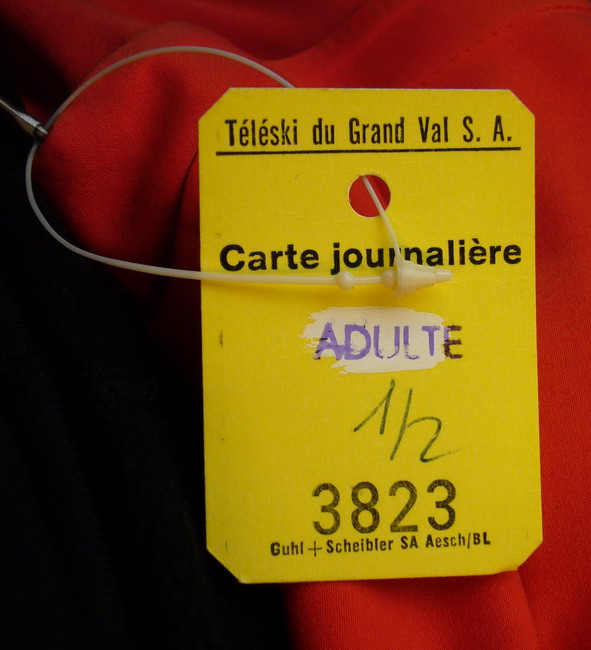 Téléski du Grand Val S. A.
Carte journalière
ADULTE
1/2
3823
Guhl + Scheibler SA Aesch/BL